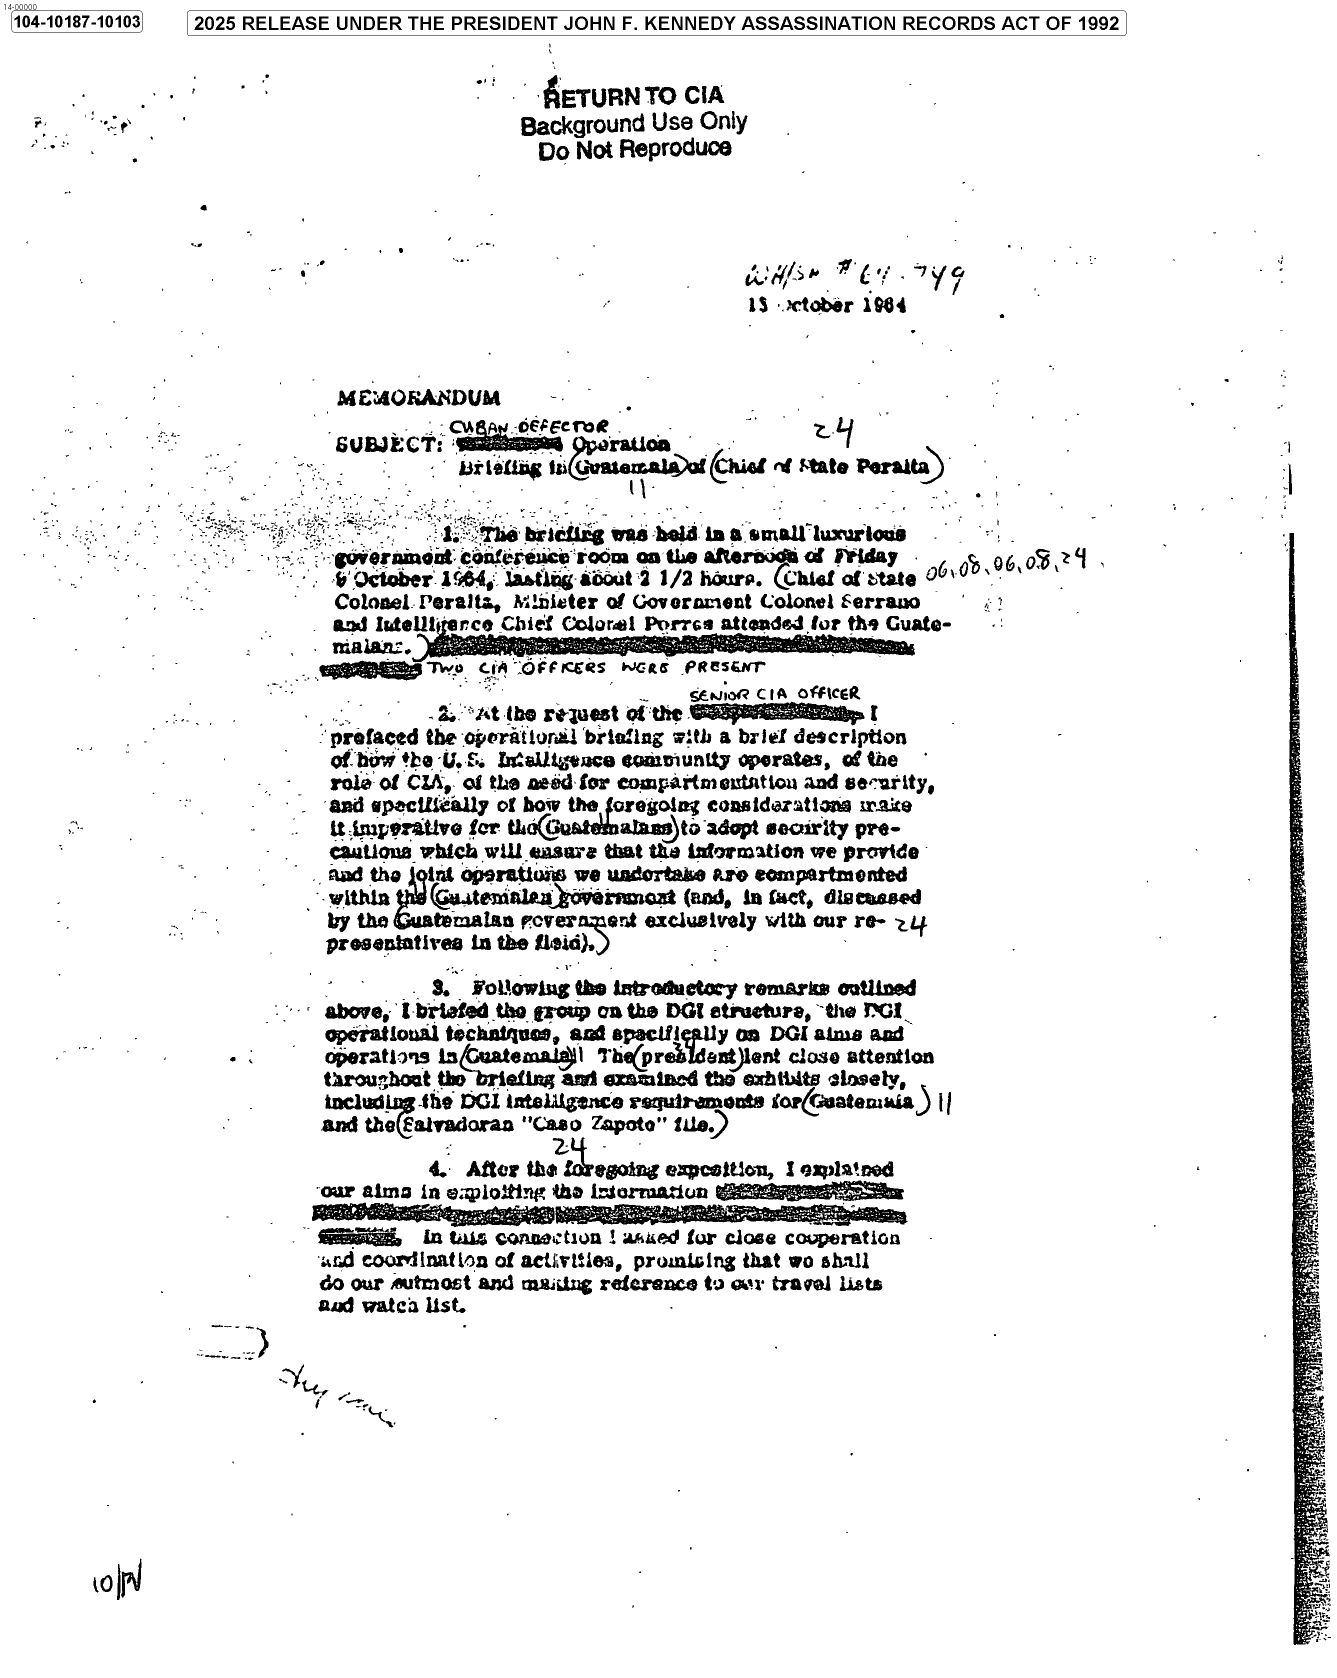 14-00000
104-10187-10103
2025 RELEASE UNDER THE PRESIDENT JOHN F. KENNEDY ASSASSINATION RECORDS ACT OF 1992
RETURN TO CIA
Background Use Only
Do Not Reproduce
WH/SA # 64-749
October 1964
MEMORANDUM
CUBAN DEFECTOR
24
SUBJECT: Operation
Briefing in (Guatemala) of (Chief of State Peralta)
11
1. The briefing was held in a small luxurious
government conference room on the afternoon of Friday
October 1964, lasting about 2 1/2 hours. (Chief of State 06,08,06,08,24
Colonel Peralta, Minister of Government Colonel Serrano
and Intelligence Chief Colonel Porras attended for the Guate-
malans.)
TWO CIA OFFICERS WERE PRESENT
SENIOR CIA OFFICER
2. At the request of the I
prefaced the operational briefing with a brief description
of how the U.S. Intelligence community operates, of the
role of CIA, of the need for compartmentation and security,
and specifically of how the foregoing considerations make
it imperative for the (Guatemalans) to adopt security pre-
cautions which will ensure that the information we provide
and the joint operations we undertake are compartmented
within the (Guatemalan government (and, in fact, discussed
by the Guatemalan government exclusively with our re- 24
presentatives in the field).)
3. Following the introductory remarks outlined
above, I briefed the group on the DGI structure, the DGI
operational techniques, and specifically on DGI aims and
operations in (Guatemala) 11 The (president) lent close attention
throughout the briefing and examined the exhibits closely,
including the DGI intelligence requirements for (Guatemala) 11
and the (Salvadoran "Caso Zapote" file.)
24
4. After the foregoing exposition, I explained
our aims in exploiting the information
In this connection I asked for close cooperation
and coordination of activities, promising that we shall
do our utmost and making reference to our travel lists
and watch list.